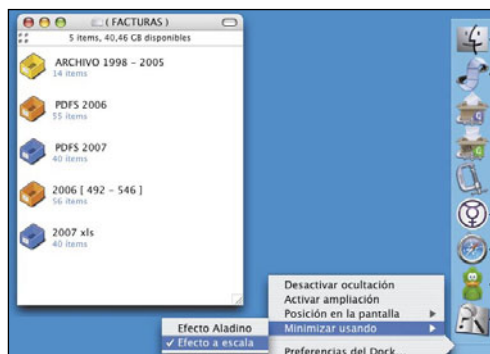 ( FACTURAS )
5 items, 40,46 GB disponibles
ARCHIVO 1998 - 2005
14 items
PDFS 2006
55 items
PDFS 2007
40 items
2006 [ 492 - 546 ]
56 items
2007 xls
40 items
Desactivar ocultación
Activar ampliación
Posición en la pantalla
Minimizar usando
Preferencias del Dock
Efecto Aladino
✓ Efecto a escala